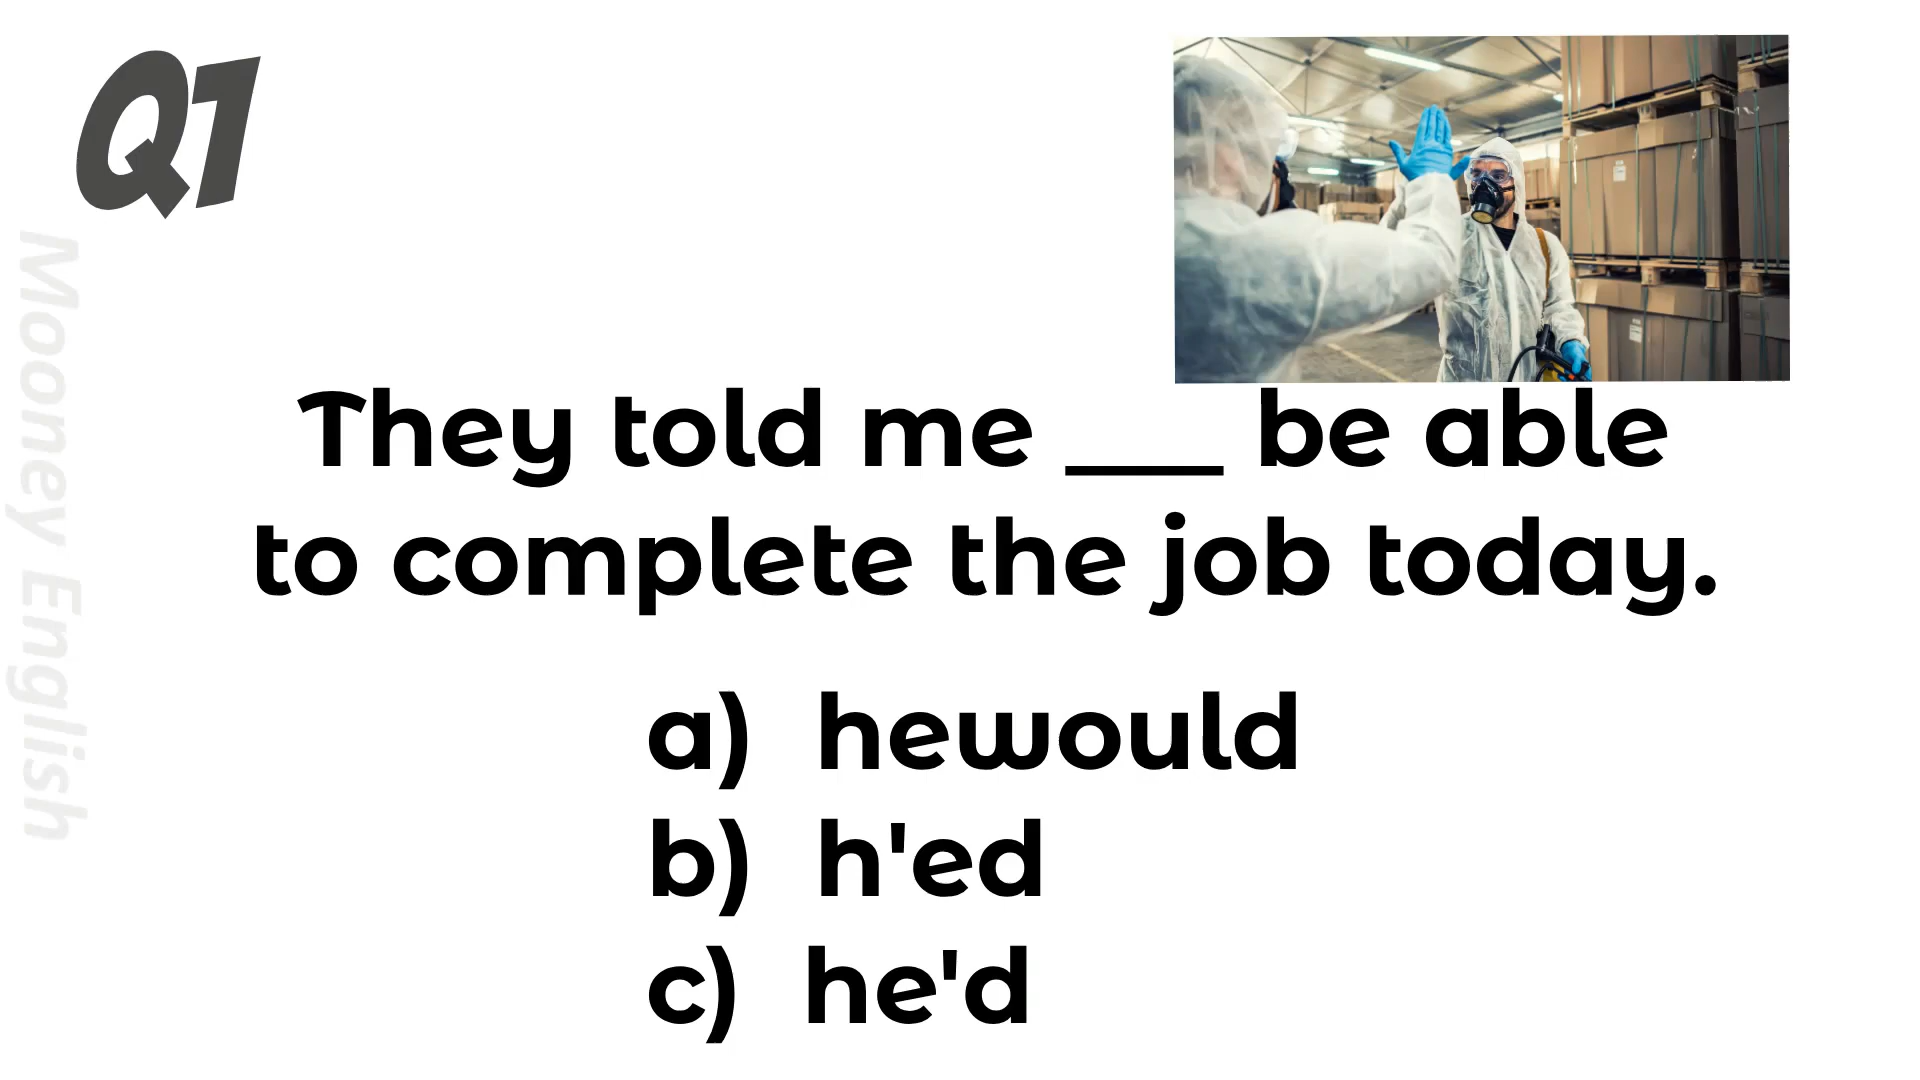 Q1
Mooney English
They told me ___ be able
to complete the job today.
a) hewould
b) h'ed
c) he'd